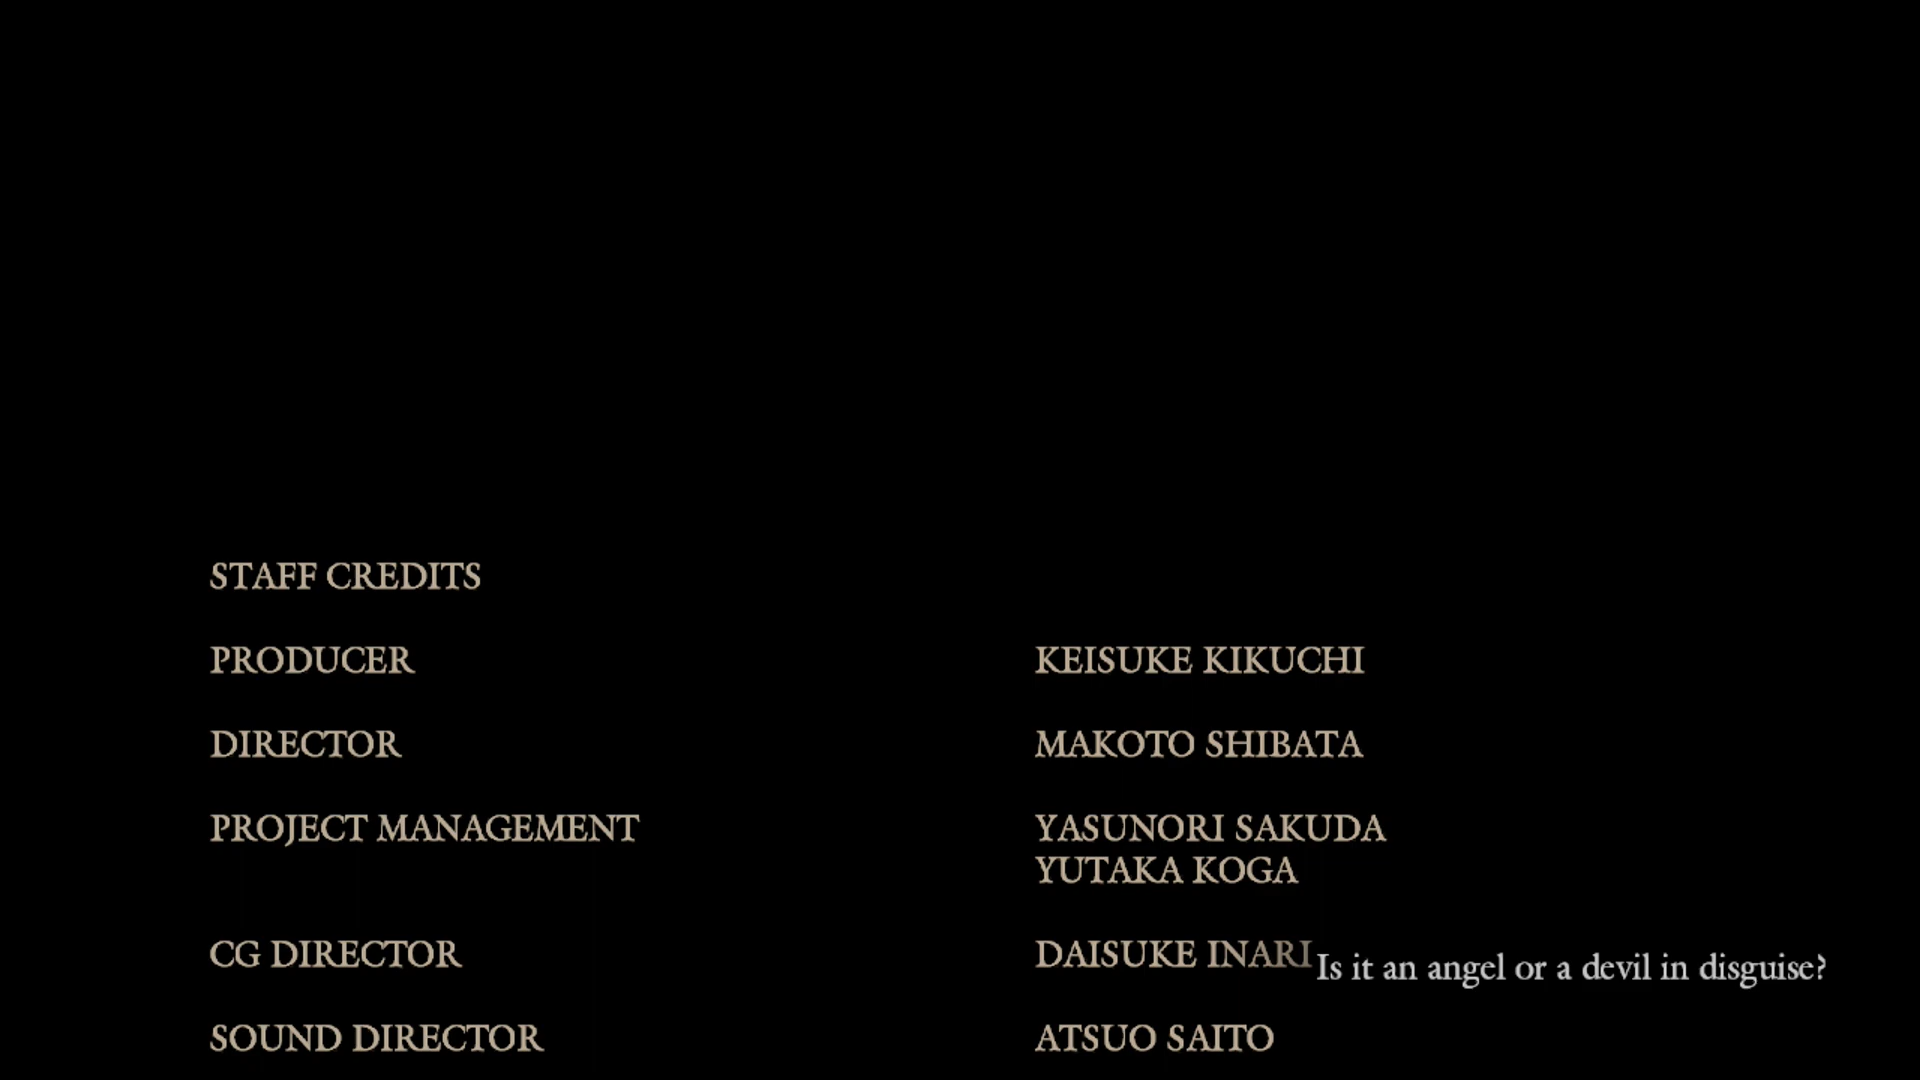 STAFF CREDITS
PRODUCER KEISUKE KIKUCHI
DIRECTOR MAKOTO SHIBATA
PROJECT MANAGEMENT YASUNORI SAKUDA
YUTAKA KOGA
CG DIRECTOR DAISUKE INARI
Is it an angel or a devil in disguise?
SOUND DIRECTOR ATSUO SAITO